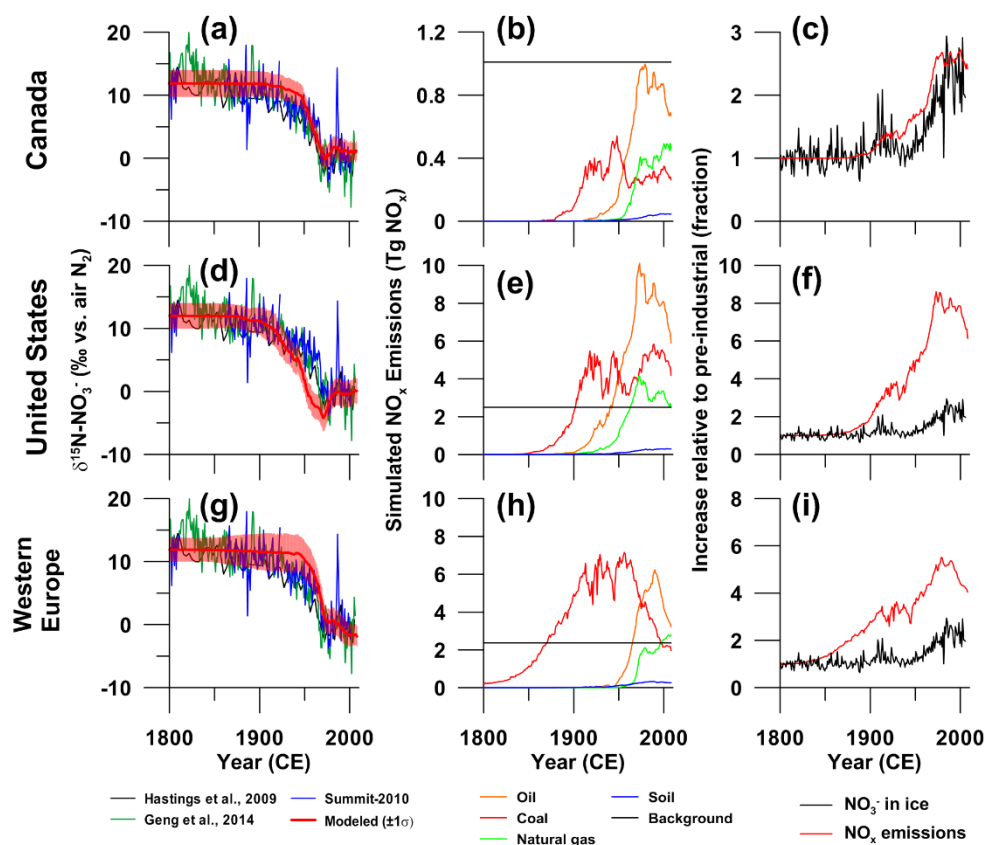 (a)
(b)
(c)
Canada
20
10
0
-10
1.2
0.8
0.4
0
3
2
1
0
(d)
(e)
(f)
United States
δ¹⁵N-NO₃⁻ (‰ vs. air N₂)
20
10
0
-10
Simulated NOₓ Emissions (Tg NOₓ)
10
8
6
4
2
0
Increase relative to pre-industrial (fraction)
10
8
6
4
2
0
(g)
(h)
(i)
Western
Europe
20
10
0
-10
10
8
6
4
2
0
8
6
4
2
0
1800 1900 2000
1800 1900 2000
1800 1900 2000
Year (CE)
Year (CE)
Year (CE)
Hastings et al., 2009
Geng et al., 2014
Summit-2010
Modeled (±1σ)
Oil
Coal
Natural gas
Soil
Background
NO₃⁻ in ice
NOₓ emissions